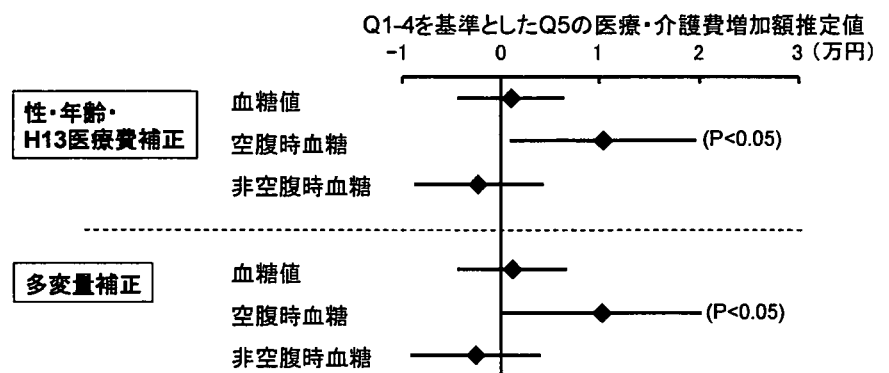 Q1-4を基準としたQ5の医療・介護費増加額推定値
-1 0 1 2 3 (万円)
性・年齢・
H13医療費補正
血糖値
空腹時血糖 (P<0.05)
非空腹時血糖
多変量補正
血糖値
空腹時血糖 (P<0.05)
非空腹時血糖